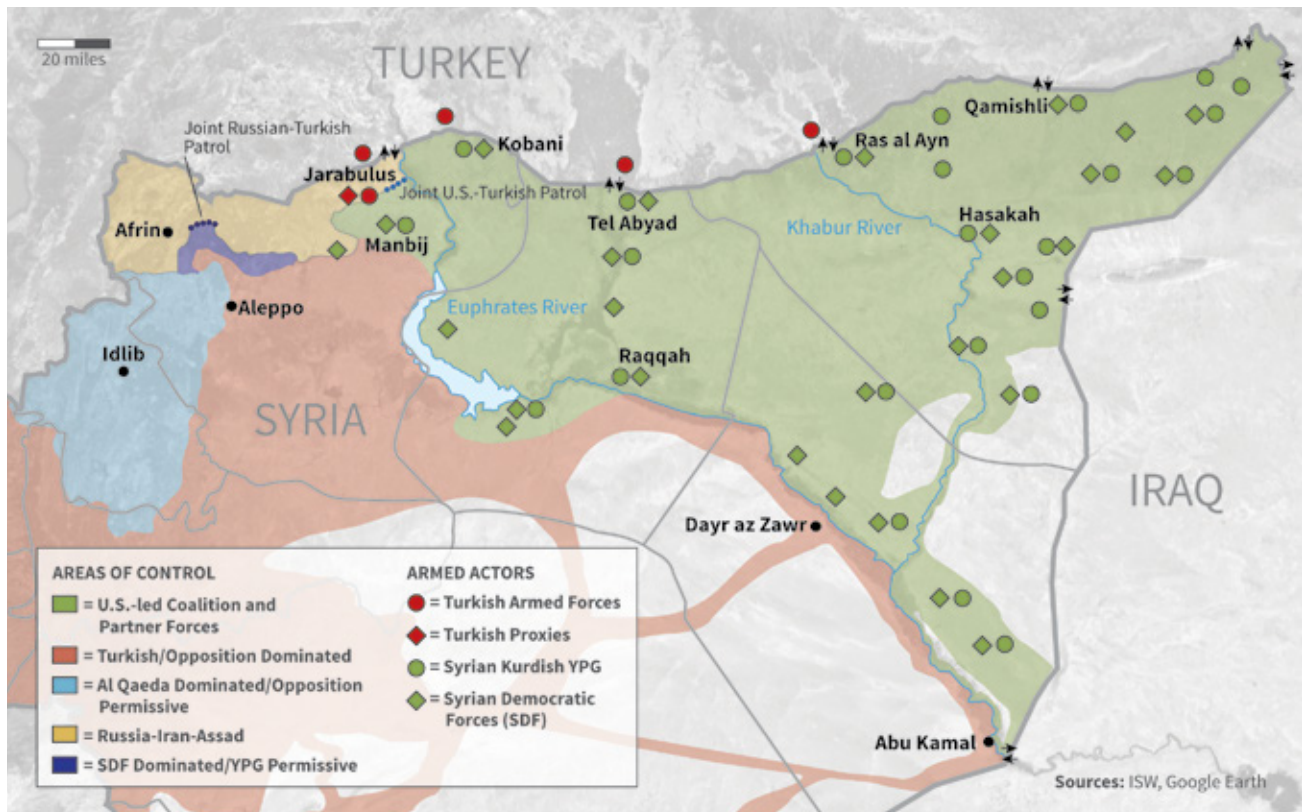 20 miles
TURKEY
Joint Russian-Turkish
Patrol
Qamishli
Kobani
Ras al Ayn
Jarabulus
Joint U.S.-Turkish Patrol
Afrin
Manbij
Tel Abyad
Khabur River
Hasakah
Aleppo
Euphrates River
Idlib
Raqqah
SYRIA
IRAQ
Dayr az Zawr
AREAS OF CONTROL
= U.S.-led Coalition and
Partner Forces
= Turkish/Opposition Dominated
= Al Qaeda Dominated/Opposition
Permissive
= Russia-Iran-Assad
= SDF Dominated/YPG Permissive
ARMED ACTORS
= Turkish Armed Forces
= Turkish Proxies
= Syrian Kurdish YPG
= Syrian Democratic
Forces (SDF)
Abu Kamal
Sources: ISW, Google Earth